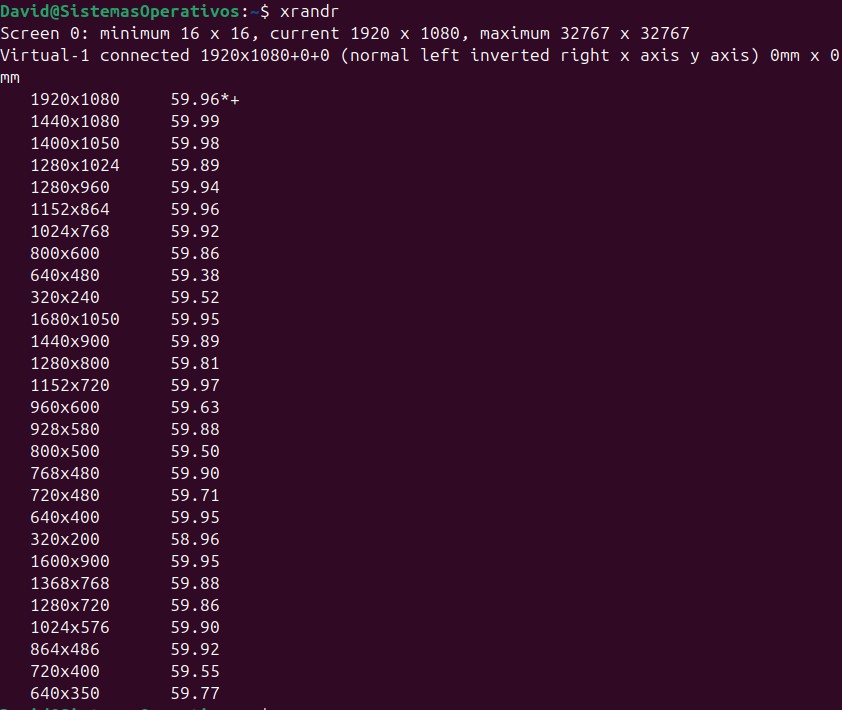 David@SistemasOperativos:~$ xrandr
Screen 0: minimum 16 x 16, current 1920 x 1080, maximum 32767 x 32767
Virtual-1 connected 1920x1080+0+0 (normal left inverted right x axis y axis) 0mm x 0
mm
1920x1080 59.96*+
1440x1080 59.99
1400x1050 59.98
1280x1024 59.89
1280x960 59.94
1152x864 59.96
1024x768 59.92
800x600 59.86
640x480 59.38
320x240 59.52
1680x1050 59.95
1440x900 59.89
1280x800 59.81
1152x720 59.97
960x600 59.63
928x580 59.88
800x500 59.50
768x480 59.90
720x480 59.71
640x400 59.95
320x200 58.96
1600x900 59.95
1368x768 59.88
1280x720 59.86
1024x576 59.90
864x486 59.92
720x400 59.55
640x350 59.77